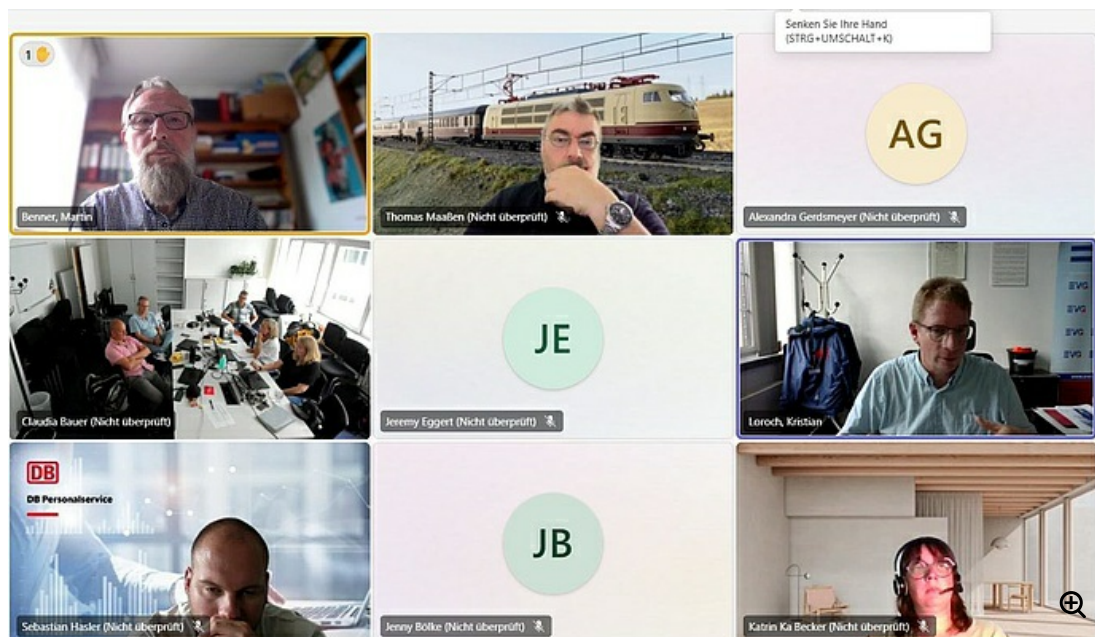 Senken Sie Ihre Hand
(STRG+UMSCHALT+K)
1
Benner, Martin
Thomas Maaßen (Nicht überprüft)
AG
Alexandra Gerdsmeyer (Nicht überprüft)
Claudia Bauer (Nicht überprüft)
JE
Jeremy Eggert (Nicht überprüft)
EVG
EVG
EVG
EVG
Loroch, Kristian
DB
DB Personalservice
Sebastian Hasler (Nicht überprüft)
JB
Jenny Bölke (Nicht überprüft)
Katrin Ka Becker (Nicht überprüft)